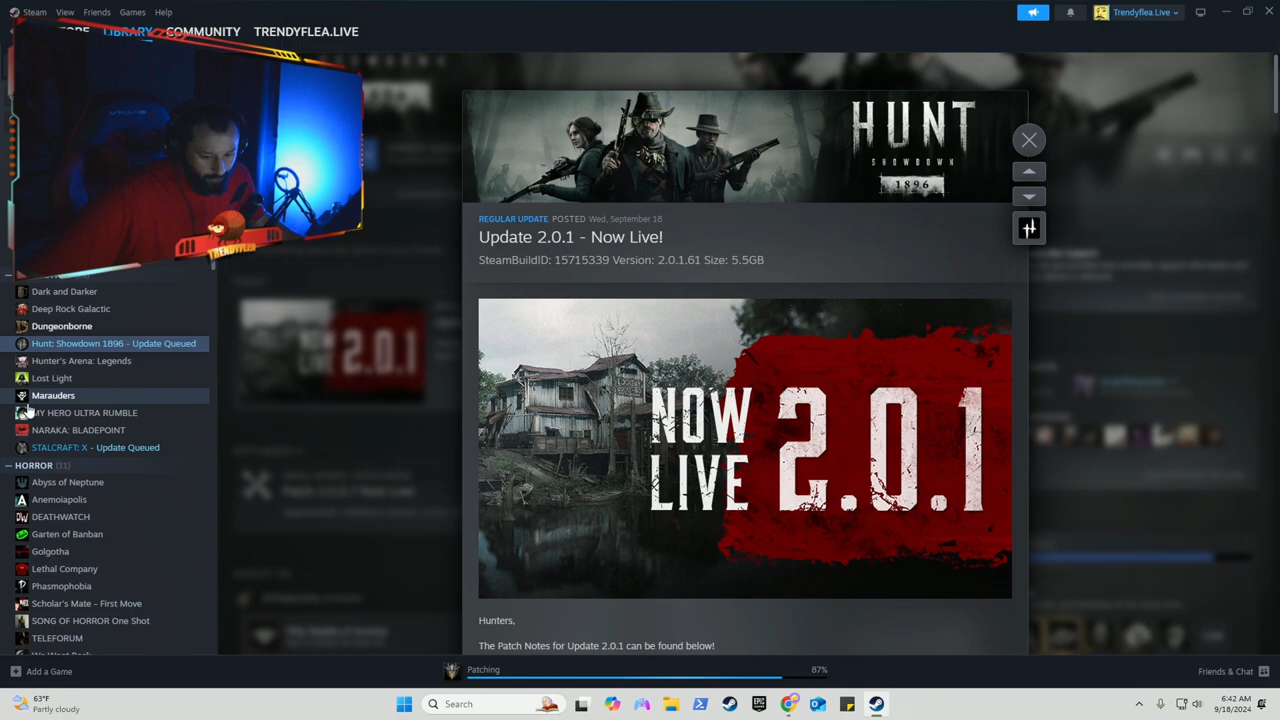 Steam View Friends Games Help
Trendyflea.Live
LIBRARY COMMUNITY TRENDYFLEA.LIVE
HUNT
SHOWDOWN
1896
REGULAR UPDATE POSTED Wed, September 18
Update 2.0.1 - Now Live!
SteamBuildID: 15715339 Version: 2.0.1.61 Size: 5.5GB
TRENDYFLEA
Dark and Darker
Deep Rock Galactic
Dungeonborne
Hunt: Showdown 1896 - Update Queued
Hunter's Arena: Legends
Lost Light
Marauders
MY HERO ULTRA RUMBLE
NARAKA: BLADEPOINT
STALCRAFT: X - Update Queued
HORROR (11)
Abyss of Neptune
Anemoiapolis
DEATHWATCH
Garten of Banban
Golgotha
Lethal Company
Phasmophobia
Scholar's Mate - First Move
SONG OF HORROR One Shot
TELEFORUM
NOW
LIVE 2.0.1
Hunters,
The Patch Notes for Update 2.0.1 can be found below!
Add a Game
Patching 87%
Friends & Chat
63°F
Partly cloudy
Search
6:42 AM
9/18/2024